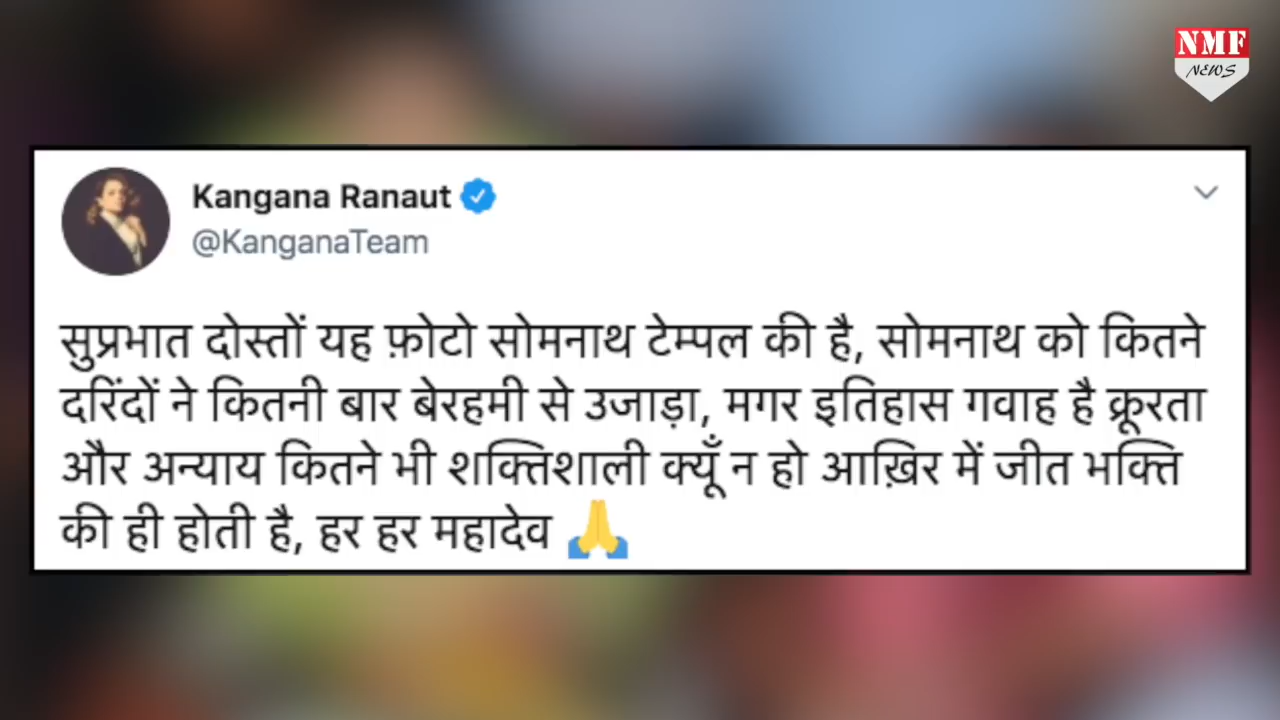 NMF
NEWS
Kangana Ranaut
@KanganaTeam
सुप्रभात दोस्तों यह फ़ोटो सोमनाथ टेम्पल की है, सोमनाथ को कितने
दरिंदों ने कितनी बार बेरहमी से उजाड़ा, मगर इतिहास गवाह है क्रूरता
और अन्याय कितने भी शक्तिशाली क्यूँ न हो आख़िर में जीत भक्ति
की ही होती है, हर हर महादेव 🙏